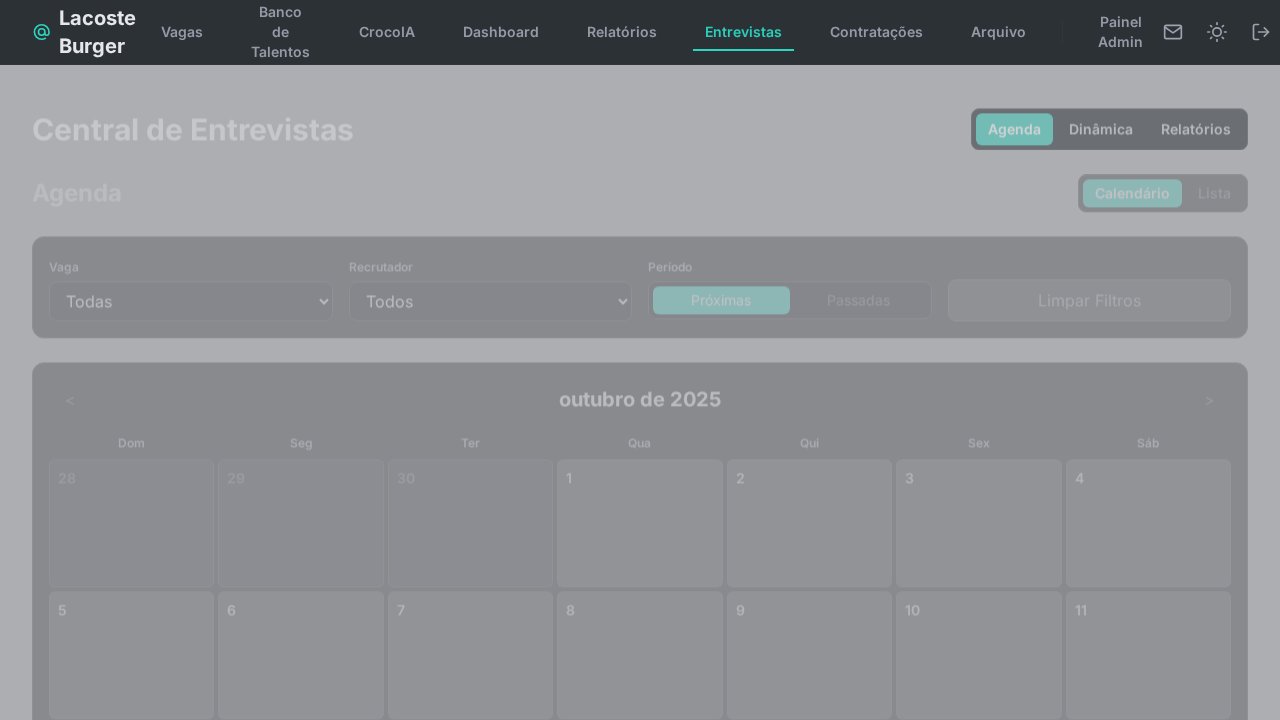 Lacoste
Burger
Vagas
Banco
de
Talentos
CrocoIA
Dashboard
Relatórios
Entrevistas
Contratações
Arquivo
Painel
Admin
Central de Entrevistas
Agenda
Dinâmica
Relatórios
Agenda
Calendário
Lista
Vaga
Recrutador
Período
Todas
Todos
Próximas
Passadas
Limpar Filtros
<
outubro de 2025
>
Dom
Seg
Ter
Qua
Qui
Sex
Sáb
28
29
30
1
2
3
4
5
6
7
8
9
10
11